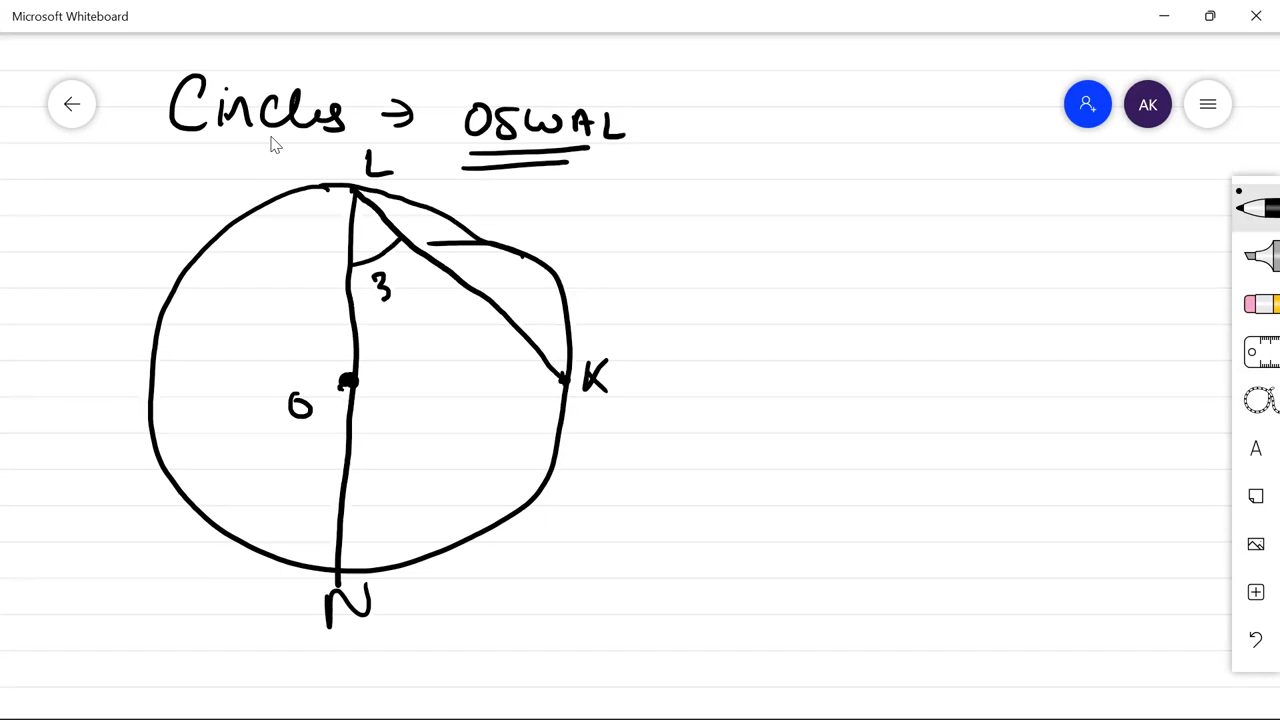 Microsoft Whiteboard
Circles → OSWAL
AK
L
3
K
O
N
A